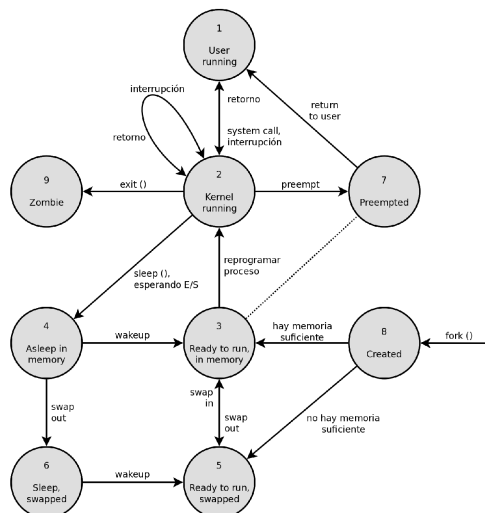 1
User
running
interrupción
retorno
return
to user
retorno
system call,
interrupción
9
Zombie
exit ()
2
Kernel
running
preempt
7
Preempted
sleep (),
esperando E/S
reprogramar
proceso
4
Asleep in
memory
wakeup
3
Ready to run,
in memory
hay memoria
suficiente
8
Created
fork ()
swap
out
swap
in
swap
out
no hay memoria
suficiente
6
Sleep,
swapped
wakeup
5
Ready to run,
swapped